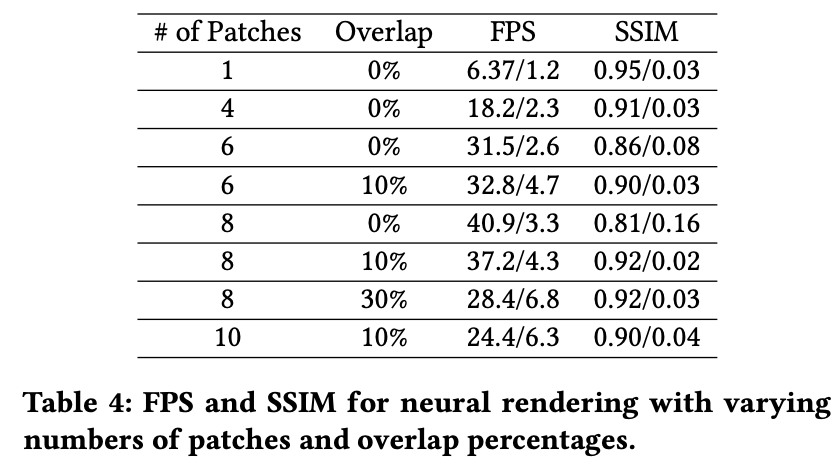 # of Patches Overlap FPS SSIM
1 0% 6.37/1.2 0.95/0.03
4 0% 18.2/2.3 0.91/0.03
6 0% 31.5/2.6 0.86/0.08
6 10% 32.8/4.7 0.90/0.03
8 0% 40.9/3.3 0.81/0.16
8 10% 37.2/4.3 0.92/0.02
8 30% 28.4/6.8 0.92/0.03
10 10% 24.4/6.3 0.90/0.04
Table 4: FPS and SSIM for neural rendering with varying
numbers of patches and overlap percentages.